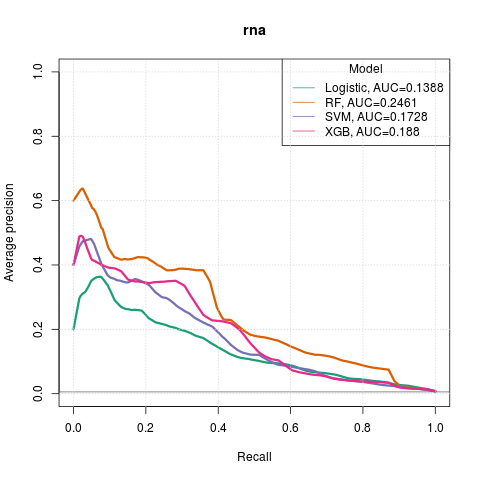 rna
Model
Logistic, AUC=0.1388
RF, AUC=0.2461
SVM, AUC=0.1728
XGB, AUC=0.188
Average precision
1.0
0.8
0.6
0.4
0.2
0.0
0.0 0.2 0.4 0.6 0.8 1.0
Recall